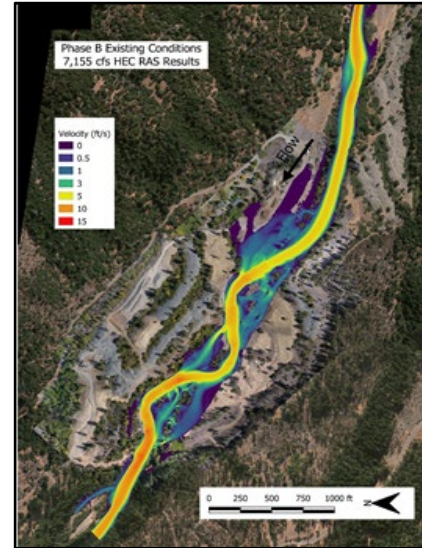 Phase B Existing Conditions
7,155 cfs HEC RAS Results
Velocity (ft/s)
0
0.5
1
3
5
10
15
Flow
0 250 500 750 1000 ft
N